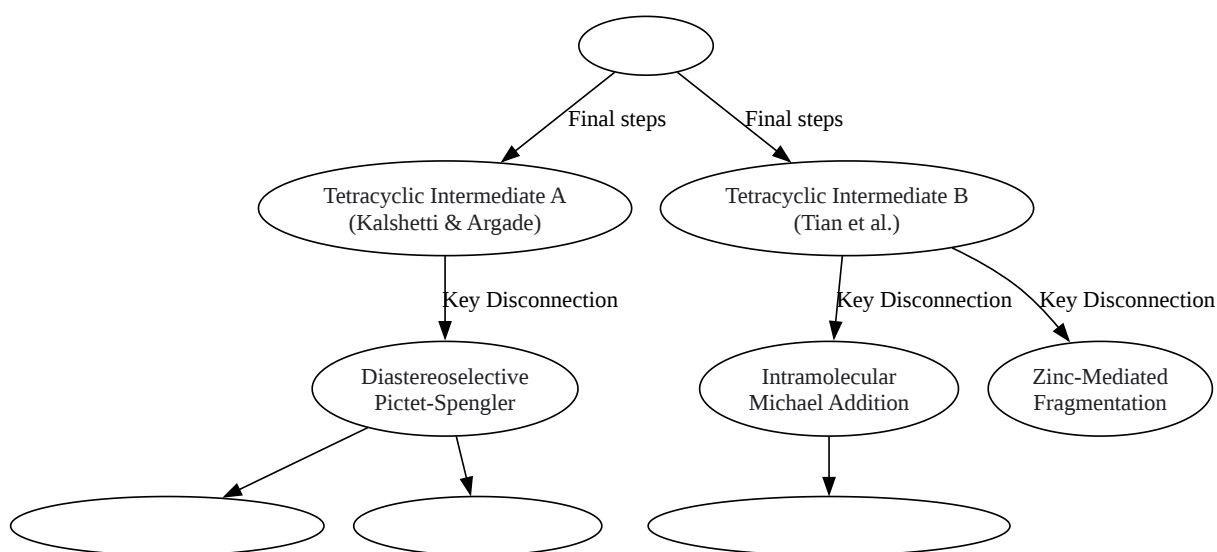 Final steps
Final steps
Tetracyclic Intermediate A
(Kalshetti & Argade)
Tetracyclic Intermediate B
(Tian et al.)
Key Disconnection
Key Disconnection
Key Disconnection
Diastereoselective
Pictet-Spengler
Intramolecular
Michael Addition
Zinc-Mediated
Fragmentation